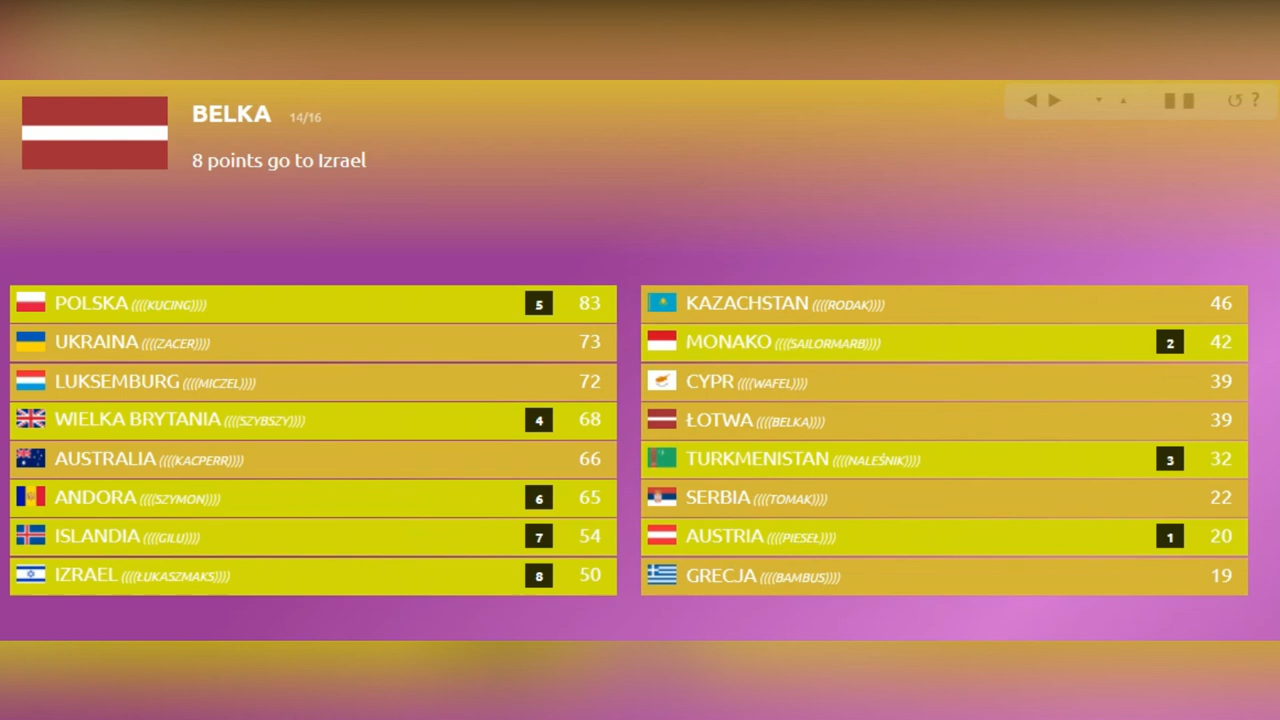 BELKA 14/16
8 points go to Izrael
?
POLSKA ((((KUCING)))) 5 83
UKRAINA ((((ZACER)))) 73
LUKSEMBURG ((((MICZEL)))) 72
WIELKA BRYTANIA ((((SZYBSZY)))) 4 68
AUSTRALIA ((((KACPERR)))) 66
ANDORA ((((SZYMON)))) 6 65
ISLANDIA ((((GILU)))) 7 54
IZRAEL ((((ŁUKASZMAKS)))) 8 50
KAZACHSTAN ((((RODAK)))) 46
MONAKO ((((SAILORMARB)))) 2 42
CYPR ((((WAFEL)))) 39
ŁOTWA ((((BELKA)))) 39
TURKMENISTAN ((((NALEŚNIK)))) 3 32
SERBIA ((((TOMAK)))) 22
AUSTRIA ((((PIESEŁ)))) 1 20
GRECJA ((((BAMBUS)))) 19